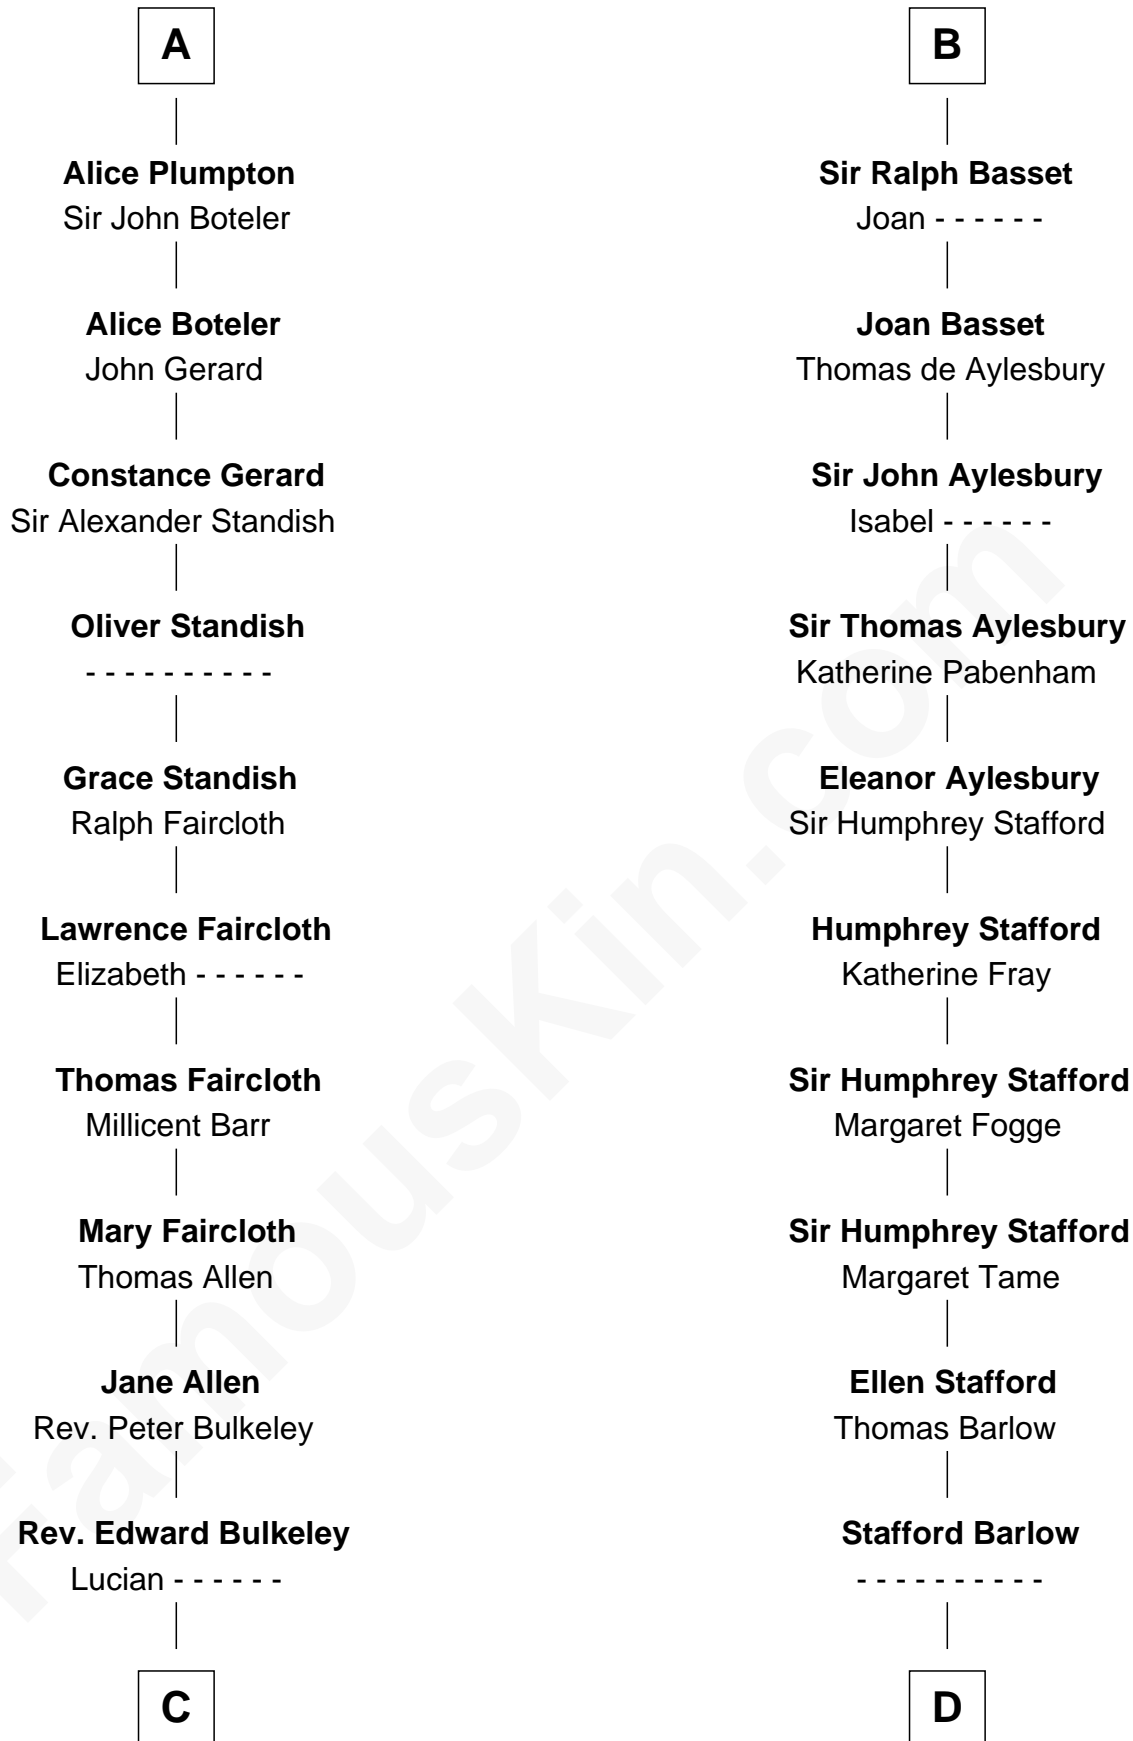 A
Alice Plumpton
Sir John Boteler
Alice Boteler
John Gerard
Constance Gerard
Sir Alexander Standish
Oliver Standish
- - - - - - - - - -
Grace Standish
Ralph Faircloth
Lawrence Faircloth
Elizabeth - - - - - -
Thomas Faircloth
Millicent Barr
Mary Faircloth
Thomas Allen
Jane Allen
Rev. Peter Bulkeley
Rev. Edward Bulkeley
Lucian - - - - - -
C
B
Sir Ralph Basset
Joan - - - - - -
Joan Basset
Thomas de Aylesbury
Sir John Aylesbury
Isabel - - - - - -
Sir Thomas Aylesbury
Katherine Pabenham
Eleanor Aylesbury
Sir Humphrey Stafford
Humphrey Stafford
Katherine Fray
Sir Humphrey Stafford
Margaret Fogge
Sir Humphrey Stafford
Margaret Tame
Ellen Stafford
Thomas Barlow
Stafford Barlow
- - - - - - - - - -
D
FamousKin.com